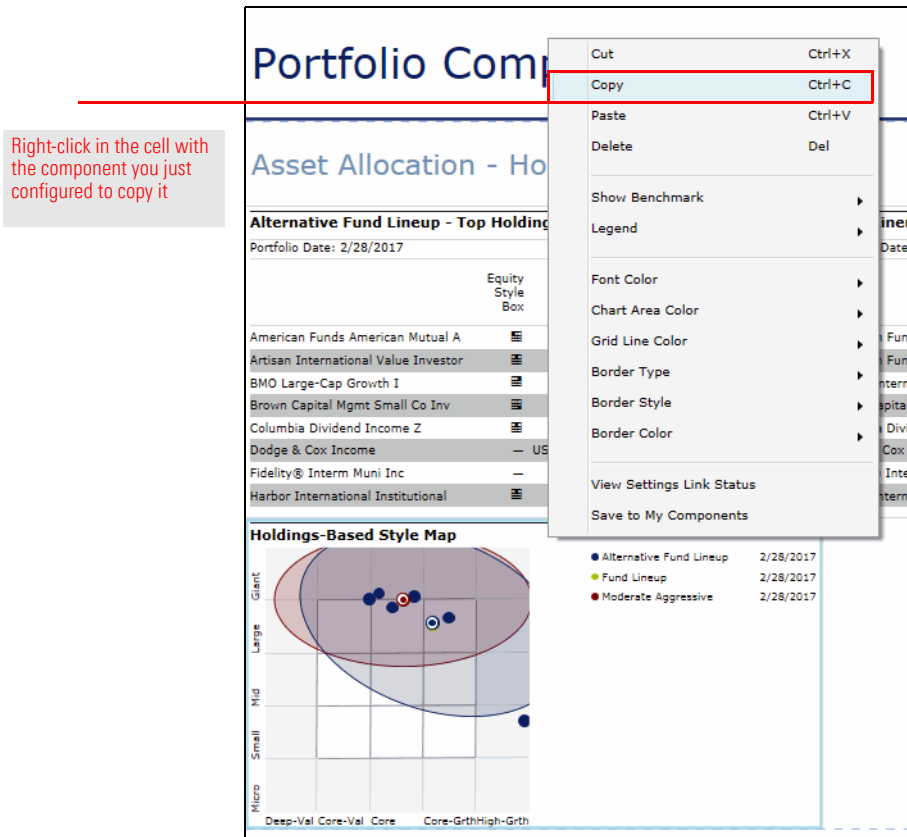 Portfolio Comp
Right-click in the cell with
the component you just
configured to copy it
Asset Allocation - Ho
Cut Ctrl+X
Copy Ctrl+C
Paste Ctrl+V
Delete Del
Show Benchmark
Legend
Font Color
Chart Area Color
Grid Line Color
Border Type
Border Style
Border Color
View Settings Link Status
Save to My Components
Alternative Fund Lineup - Top Holding
Portfolio Date: 2/28/2017
Equity
Style
Box
American Funds American Mutual A
Artisan International Value Investor
BMO Large-Cap Growth I
Brown Capital Mgmt Small Co Inv
Columbia Dividend Income Z
Dodge & Cox Income — US
Fidelity® Interm Muni Inc —
Harbor International Institutional
Date
Cox
Holdings-Based Style Map
Alternative Fund Lineup 2/28/2017
Fund Lineup 2/28/2017
Moderate Aggressive 2/28/2017
Giant
Large
Mid
Small
Micro
Deep-Val Core-Val Core Core-Grth High-Grth